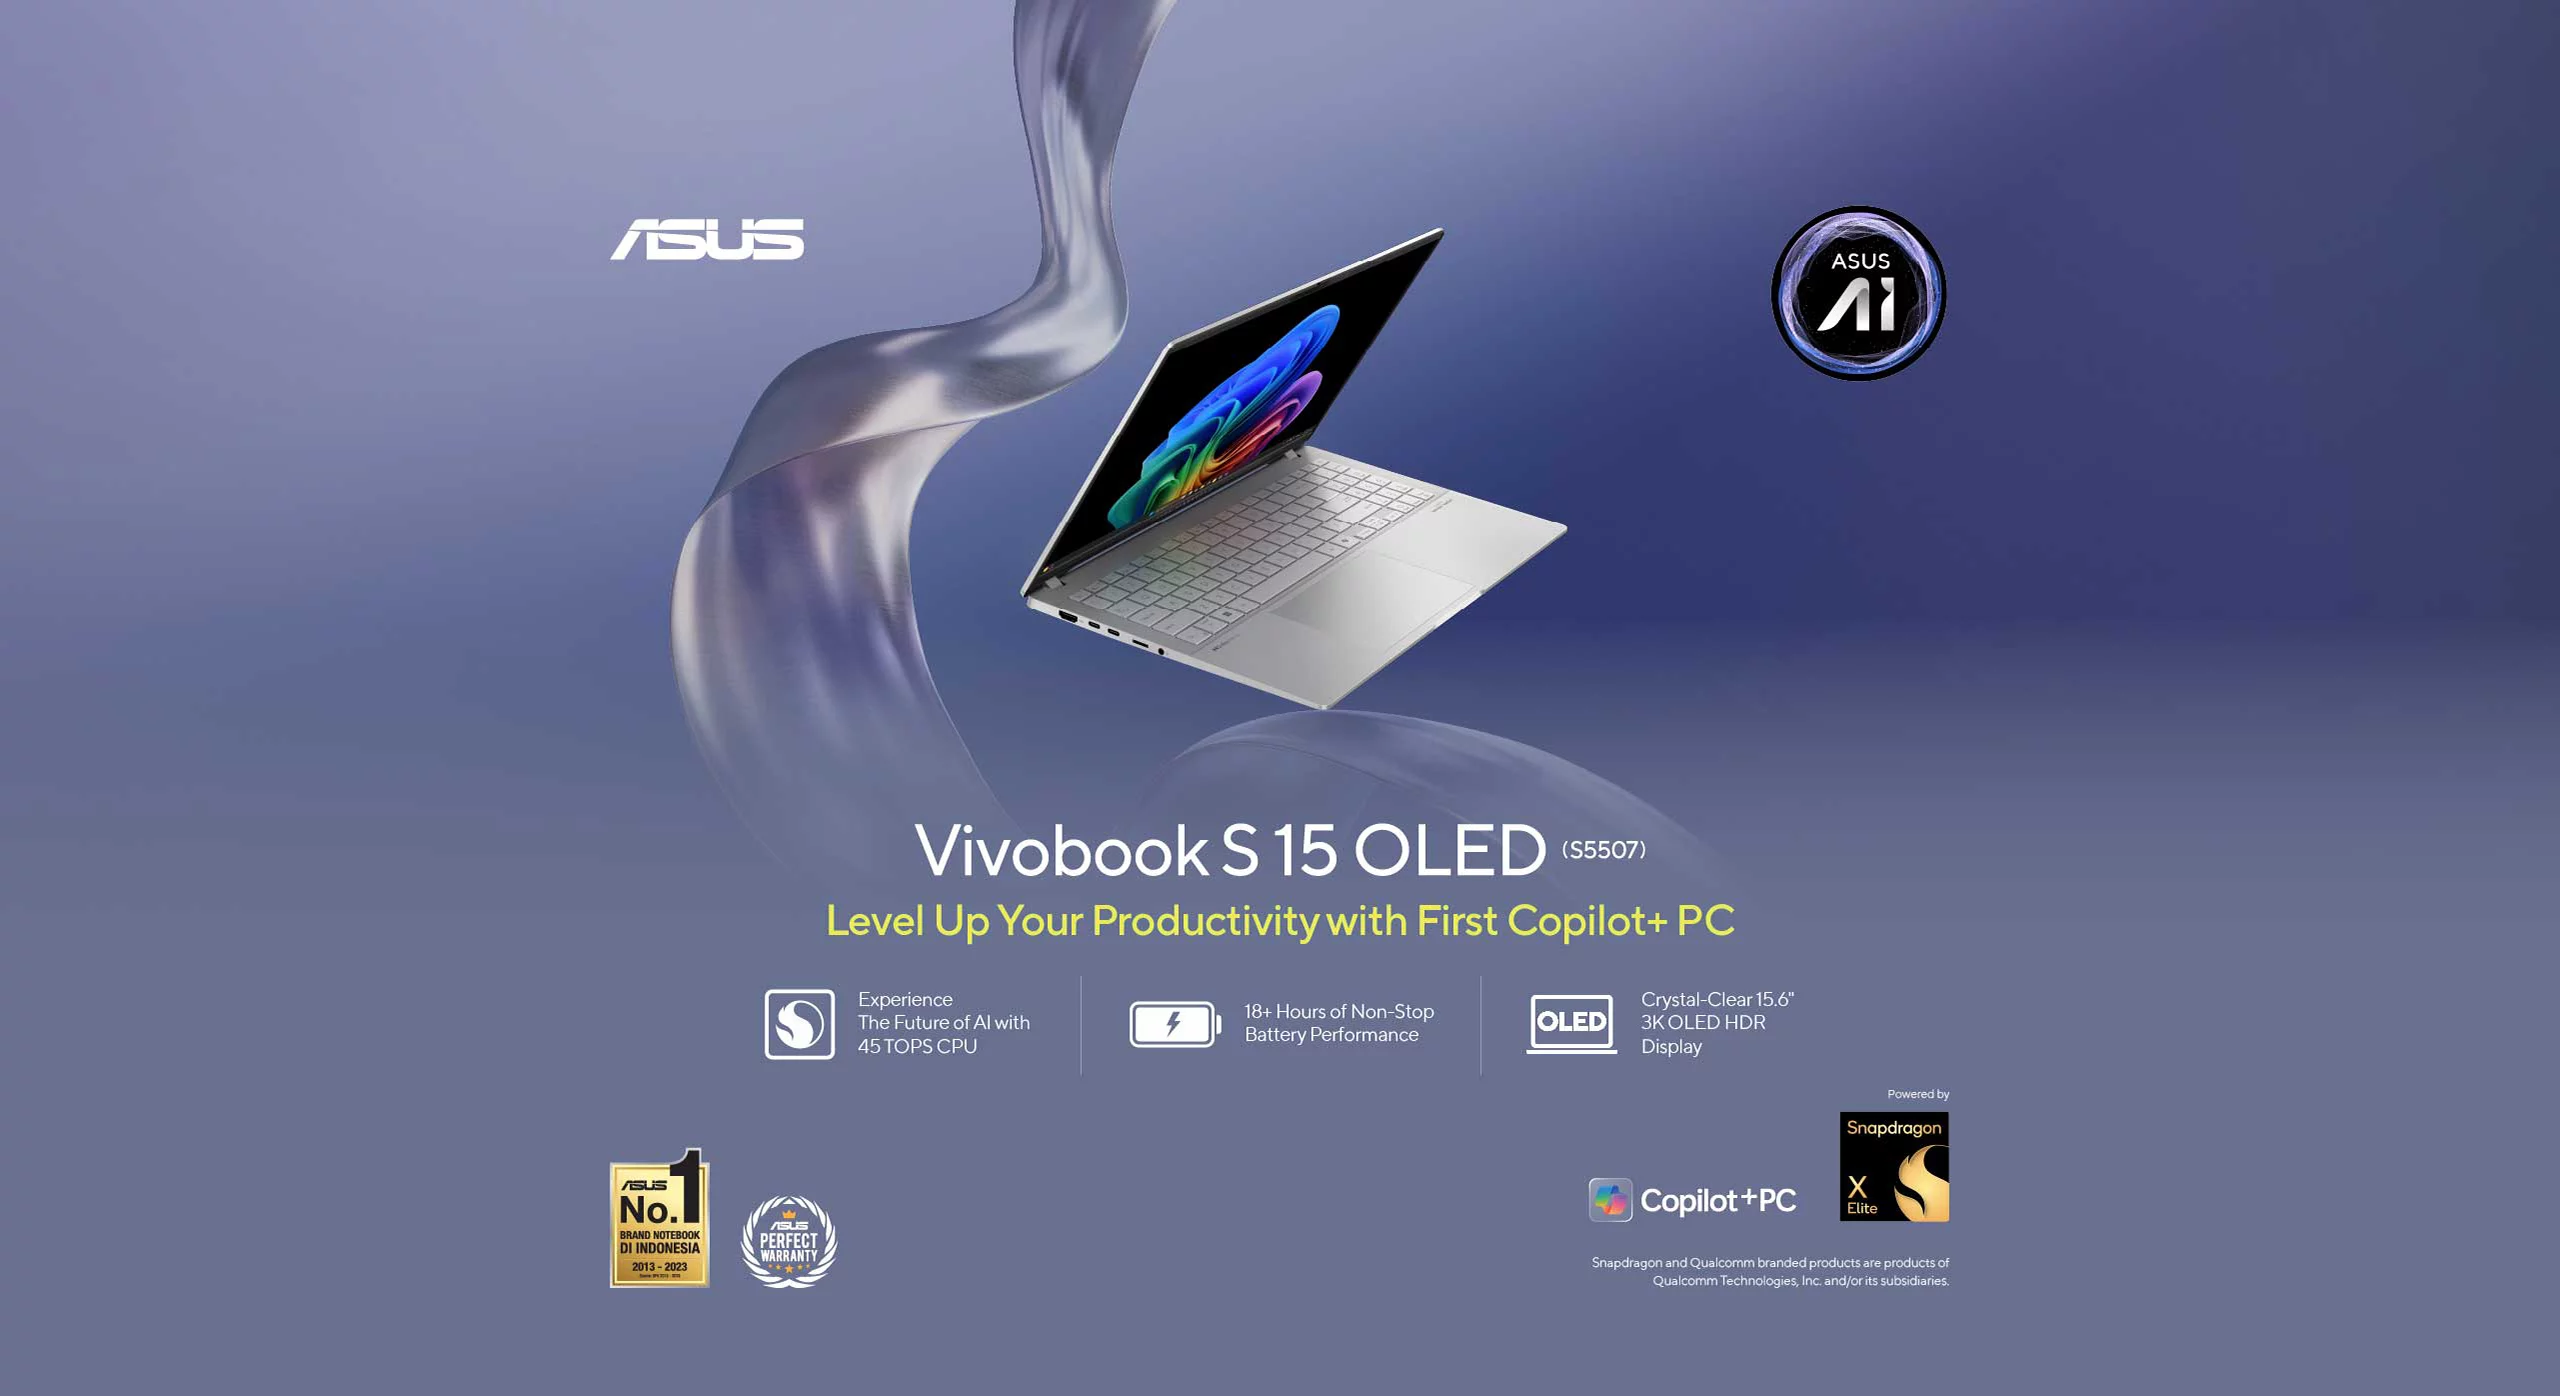 ASUS
ASUS
AI
Vivobook S 15 OLED (S5507)
Level Up Your Productivity with First Copilot+ PC
Experience
The Future of AI with
45 TOPS CPU
18+ Hours of Non-Stop
Battery Performance
OLED
Crystal-Clear 15.6"
3K OLED HDR
Display
Powered by
Snapdragon
X
Elite
Copilot+PC
Snapdragon and Qualcomm branded products are products of
Qualcomm Technologies, Inc. and/or its subsidiaries.
ASUS
No.1
BRAND NOTEBOOK
DI INDONESIA
2013 - 2023
ASUS
PERFECT
WARRANTY